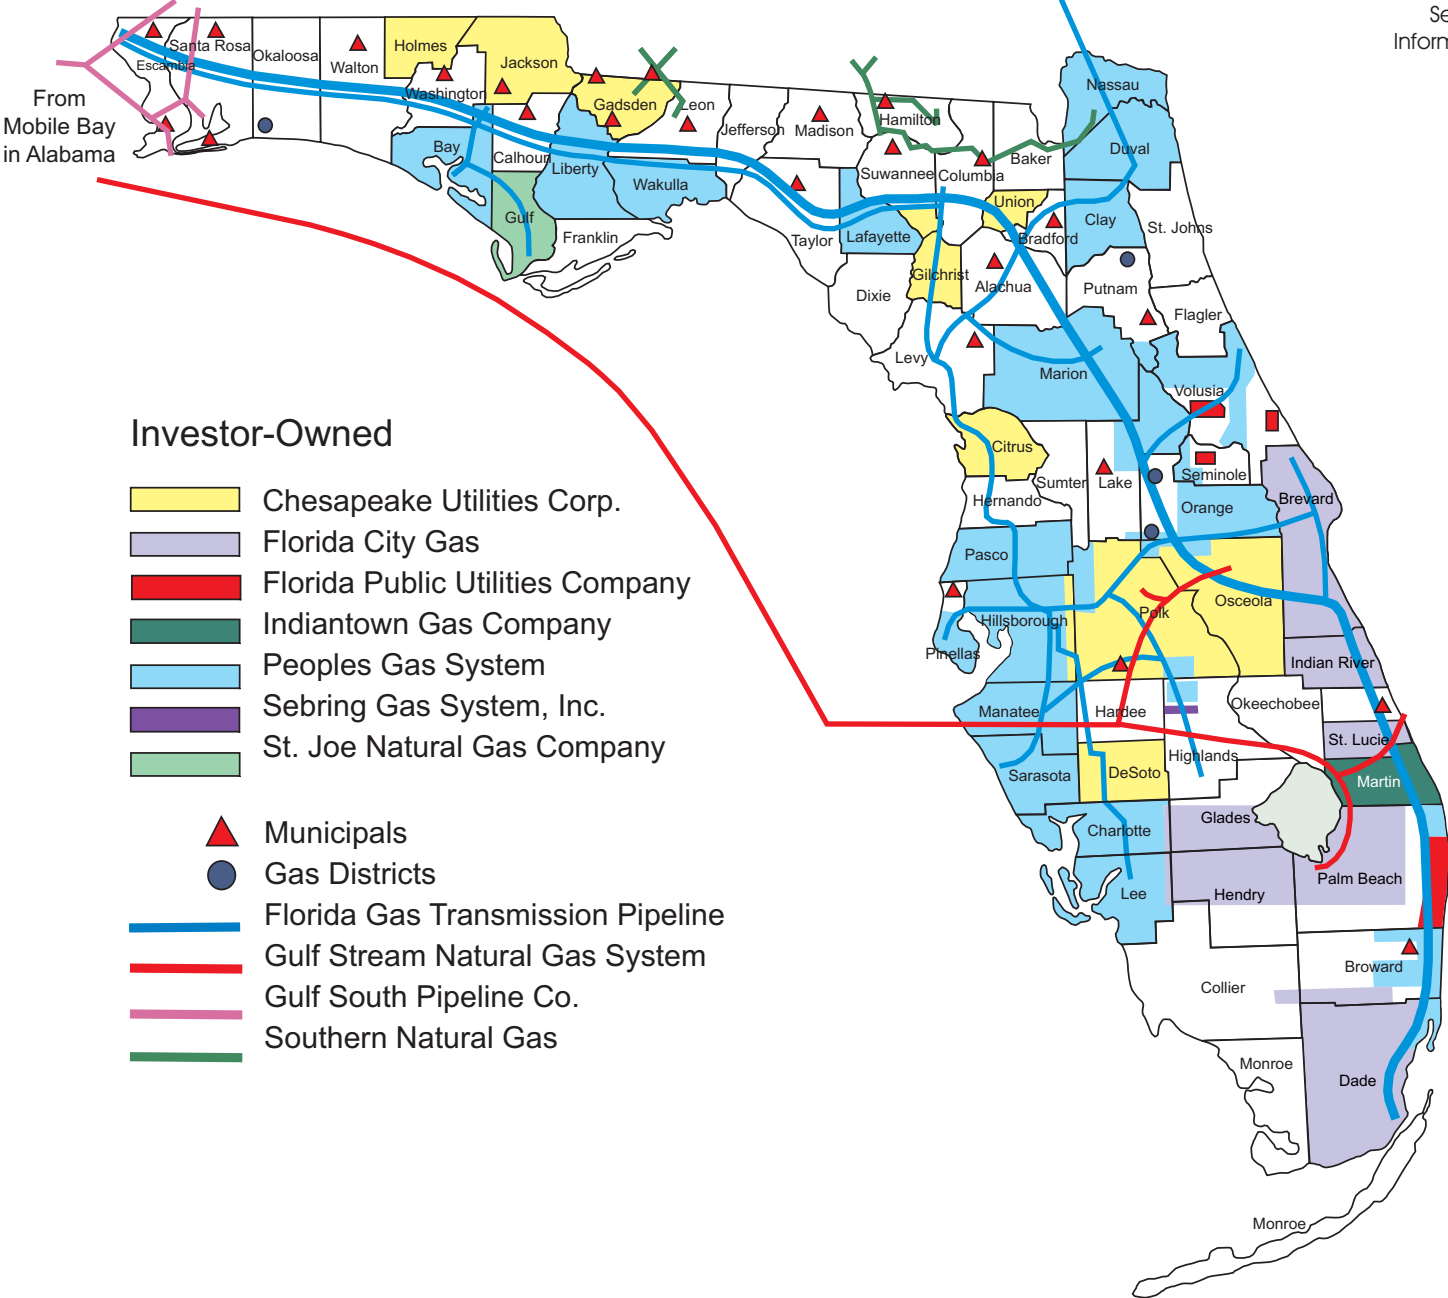 Se
Inform
From
Mobile Bay
in Alabama
Escambia
Santa Rosa
Okaloosa
Walton
Holmes
Washington
Jackson
Bay
Calhoun
Gulf
Gadsden
Liberty
Franklin
Leon
Wakulla
Jefferson
Madison
Taylor
Hamilton
Suwannee
Lafayette
Dixie
Columbia
Gilchrist
Baker
Union
Bradford
Alachua
Levy
Nassau
Duval
Clay
St. Johns
Putnam
Flagler
Marion
Volusia
Citrus
Sumter
Lake
Seminole
Hernando
Orange
Brevard
Pasco
Hillsborough
Pinellas
Polk
Osceola
Indian River
Manatee
Hardee
Okeechobee
St. Lucie
Highlands
Sarasota
DeSoto
Martin
Charlotte
Glades
Lee
Hendry
Palm Beach
Collier
Broward
Monroe
Dade
Monroe
Investor-Owned
Chesapeake Utilities Corp.
Florida City Gas
Florida Public Utilities Company
Indiantown Gas Company
Peoples Gas System
Sebring Gas System, Inc.
St. Joe Natural Gas Company
Municipals
Gas Districts
Florida Gas Transmission Pipeline
Gulf Stream Natural Gas System
Gulf South Pipeline Co.
Southern Natural Gas